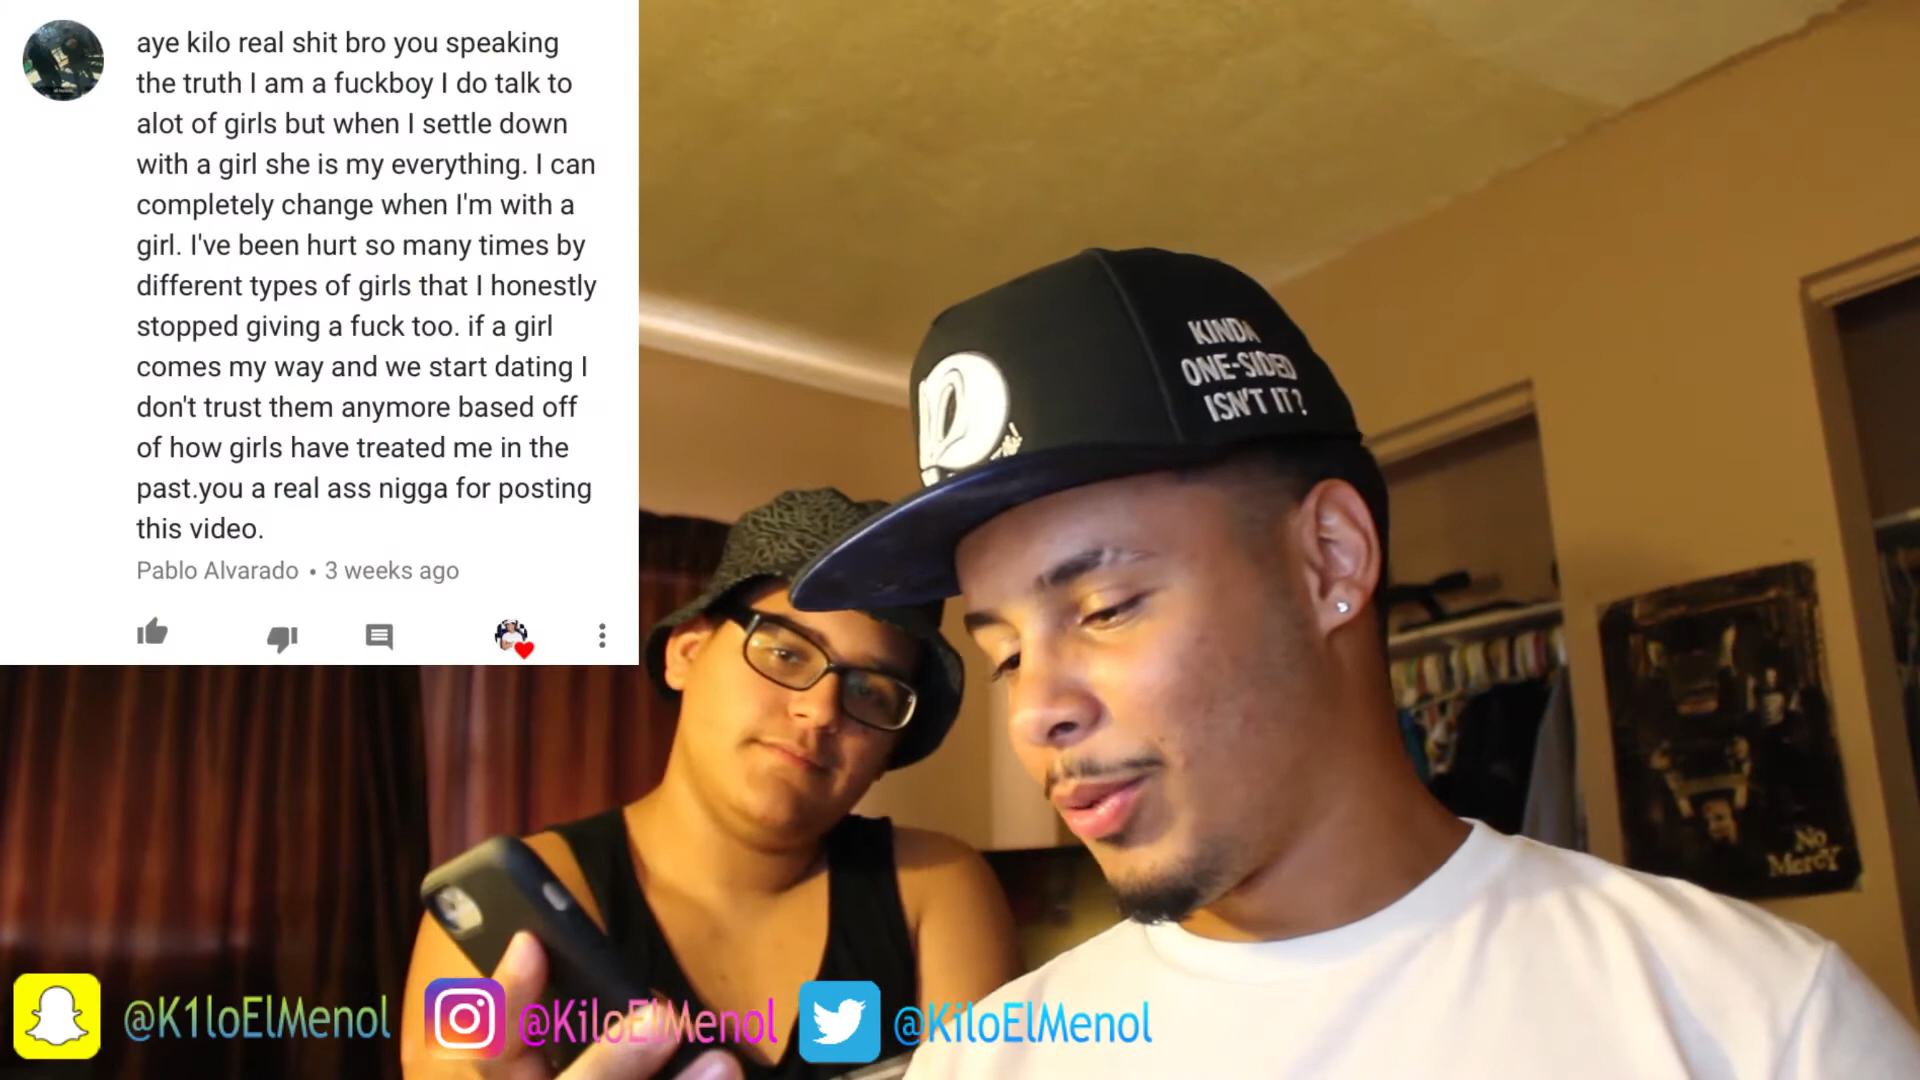 aye kilo real shit bro you speaking
the truth I am a fuckboy I do talk to
alot of girls but when I settle down
with a girl she is my everything. I can
completely change when I'm with a
girl. I've been hurt so many times by
different types of girls that I honestly
stopped giving a fuck too. if a girl
comes my way and we start dating I
don't trust them anymore based off
of how girls have treated me in the
past.you a real ass nigga for posting
this video.
Pablo Alvarado • 3 weeks ago
KINDA
ONE-SIDED
ISN'T IT?
No
Mercy
@K1loElMenol
@KiloElMenol
@KiloElMenol